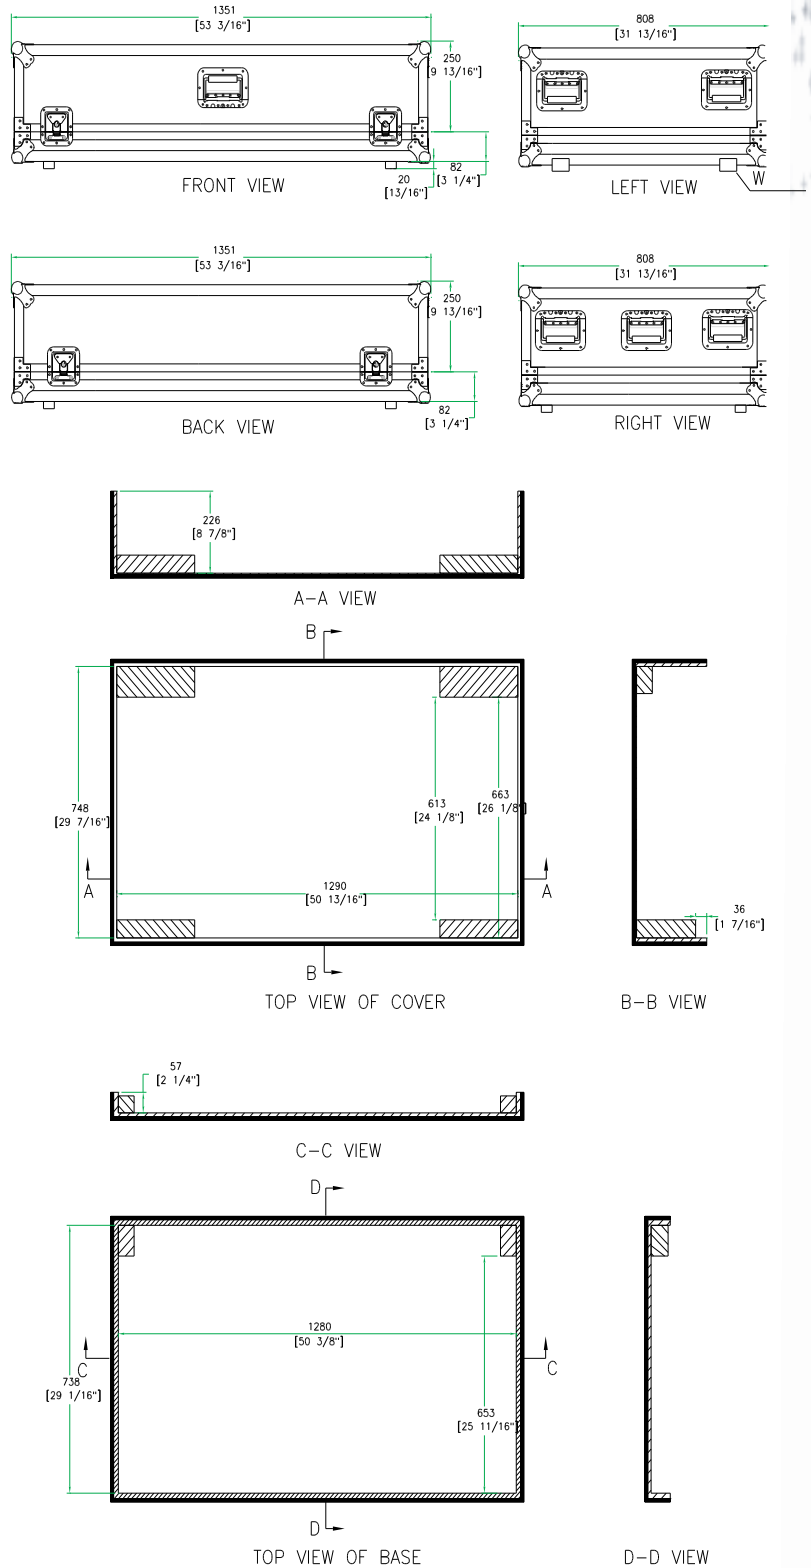 1351
[53 3/16"]
250
[9 13/16"]
82
[3 1/4"]
20
[13/16"]
FRONT VIEW
808
[31 13/16"]
W
LEFT VIEW
1351
[53 3/16"]
250
[9 13/16"]
82
[3 1/4"]
BACK VIEW
808
[31 13/16"]
RIGHT VIEW
226
[8 7/8"]
A-A VIEW
B
748
[29 7/16"]
613
[24 1/8"]
663
[26 1/8"]
A
1290
[50 13/16"]
A
B
TOP VIEW OF COVER
36
[1 7/16"]
B-B VIEW
57
[2 1/4"]
C-C VIEW
D
1280
[50 3/8"]
C
C
738
[29 1/16"]
653
[25 11/16"]
D
TOP VIEW OF BASE
D-D VIEW